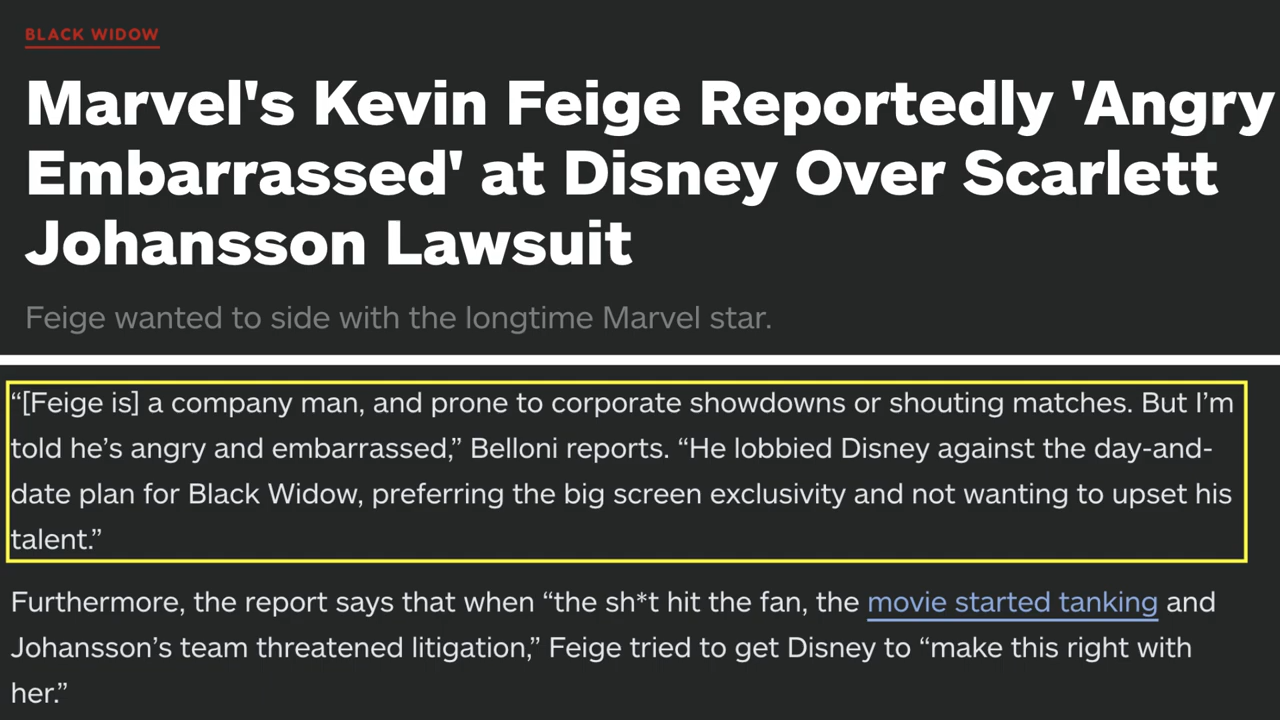 BLACK WIDOW
Marvel's Kevin Feige Reportedly 'Angry
Embarrassed' at Disney Over Scarlett
Johansson Lawsuit
Feige wanted to side with the longtime Marvel star.
“[Feige is] a company man, and prone to corporate showdowns or shouting matches. But I’m
told he’s angry and embarrassed,” Belloni reports. “He lobbied Disney against the day-and-
date plan for Black Widow, preferring the big screen exclusivity and not wanting to upset his
talent.”
Furthermore, the report says that when “the sh*t hit the fan, the movie started tanking and
Johansson’s team threatened litigation,” Feige tried to get Disney to “make this right with
her.”